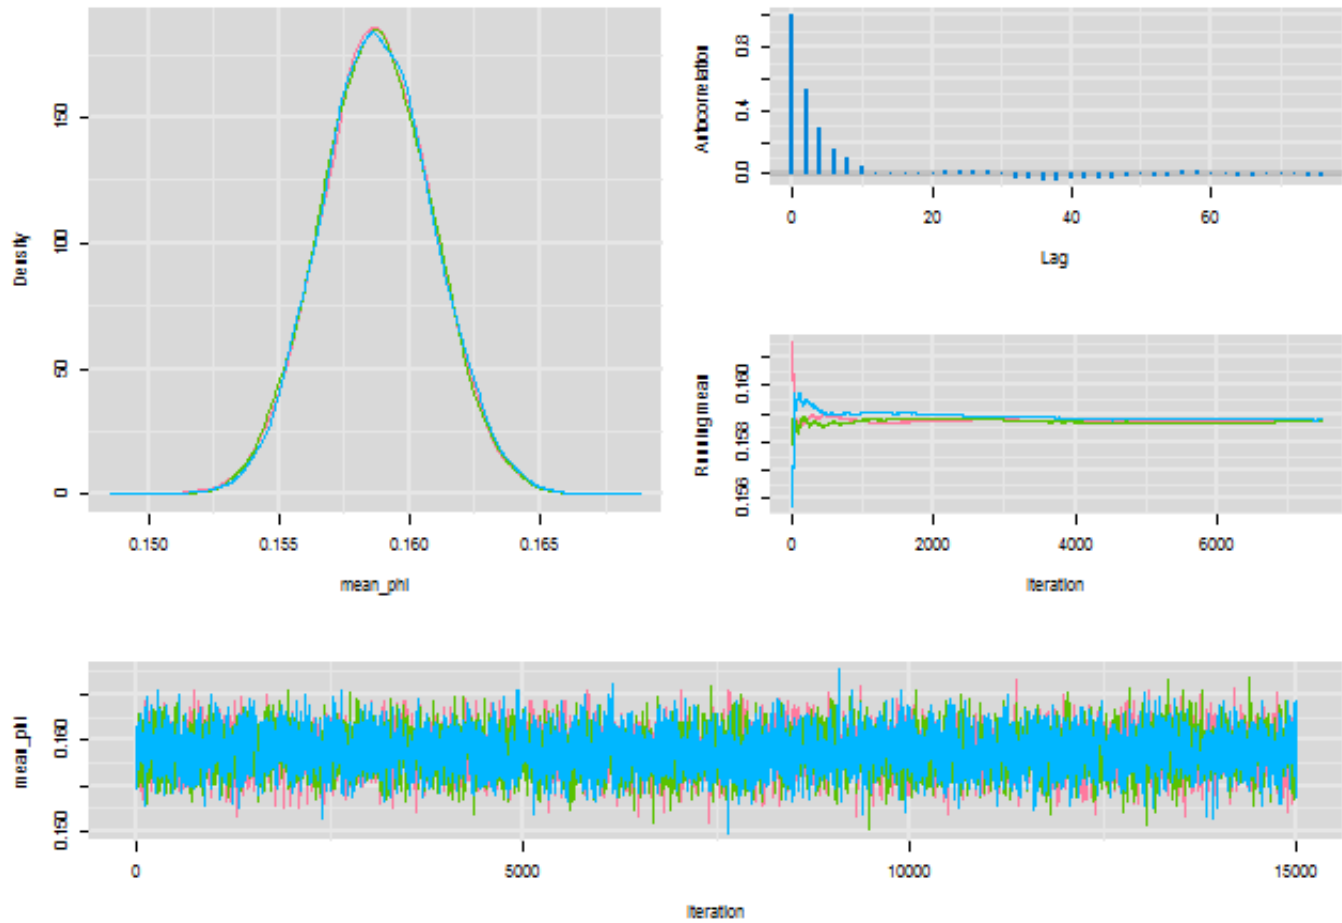 Density
150
100
50
0
0.150 0.155 0.160 0.165
mean_phi
Autocorrelation
0.8
0.4
0.0
0 20 40 60
Lag
Running mean
0.160
0.158
0.156
0 2000 4000 6000
Iteration
mean_phi
0.160
0.150
0 5000 10000 15000
Iteration